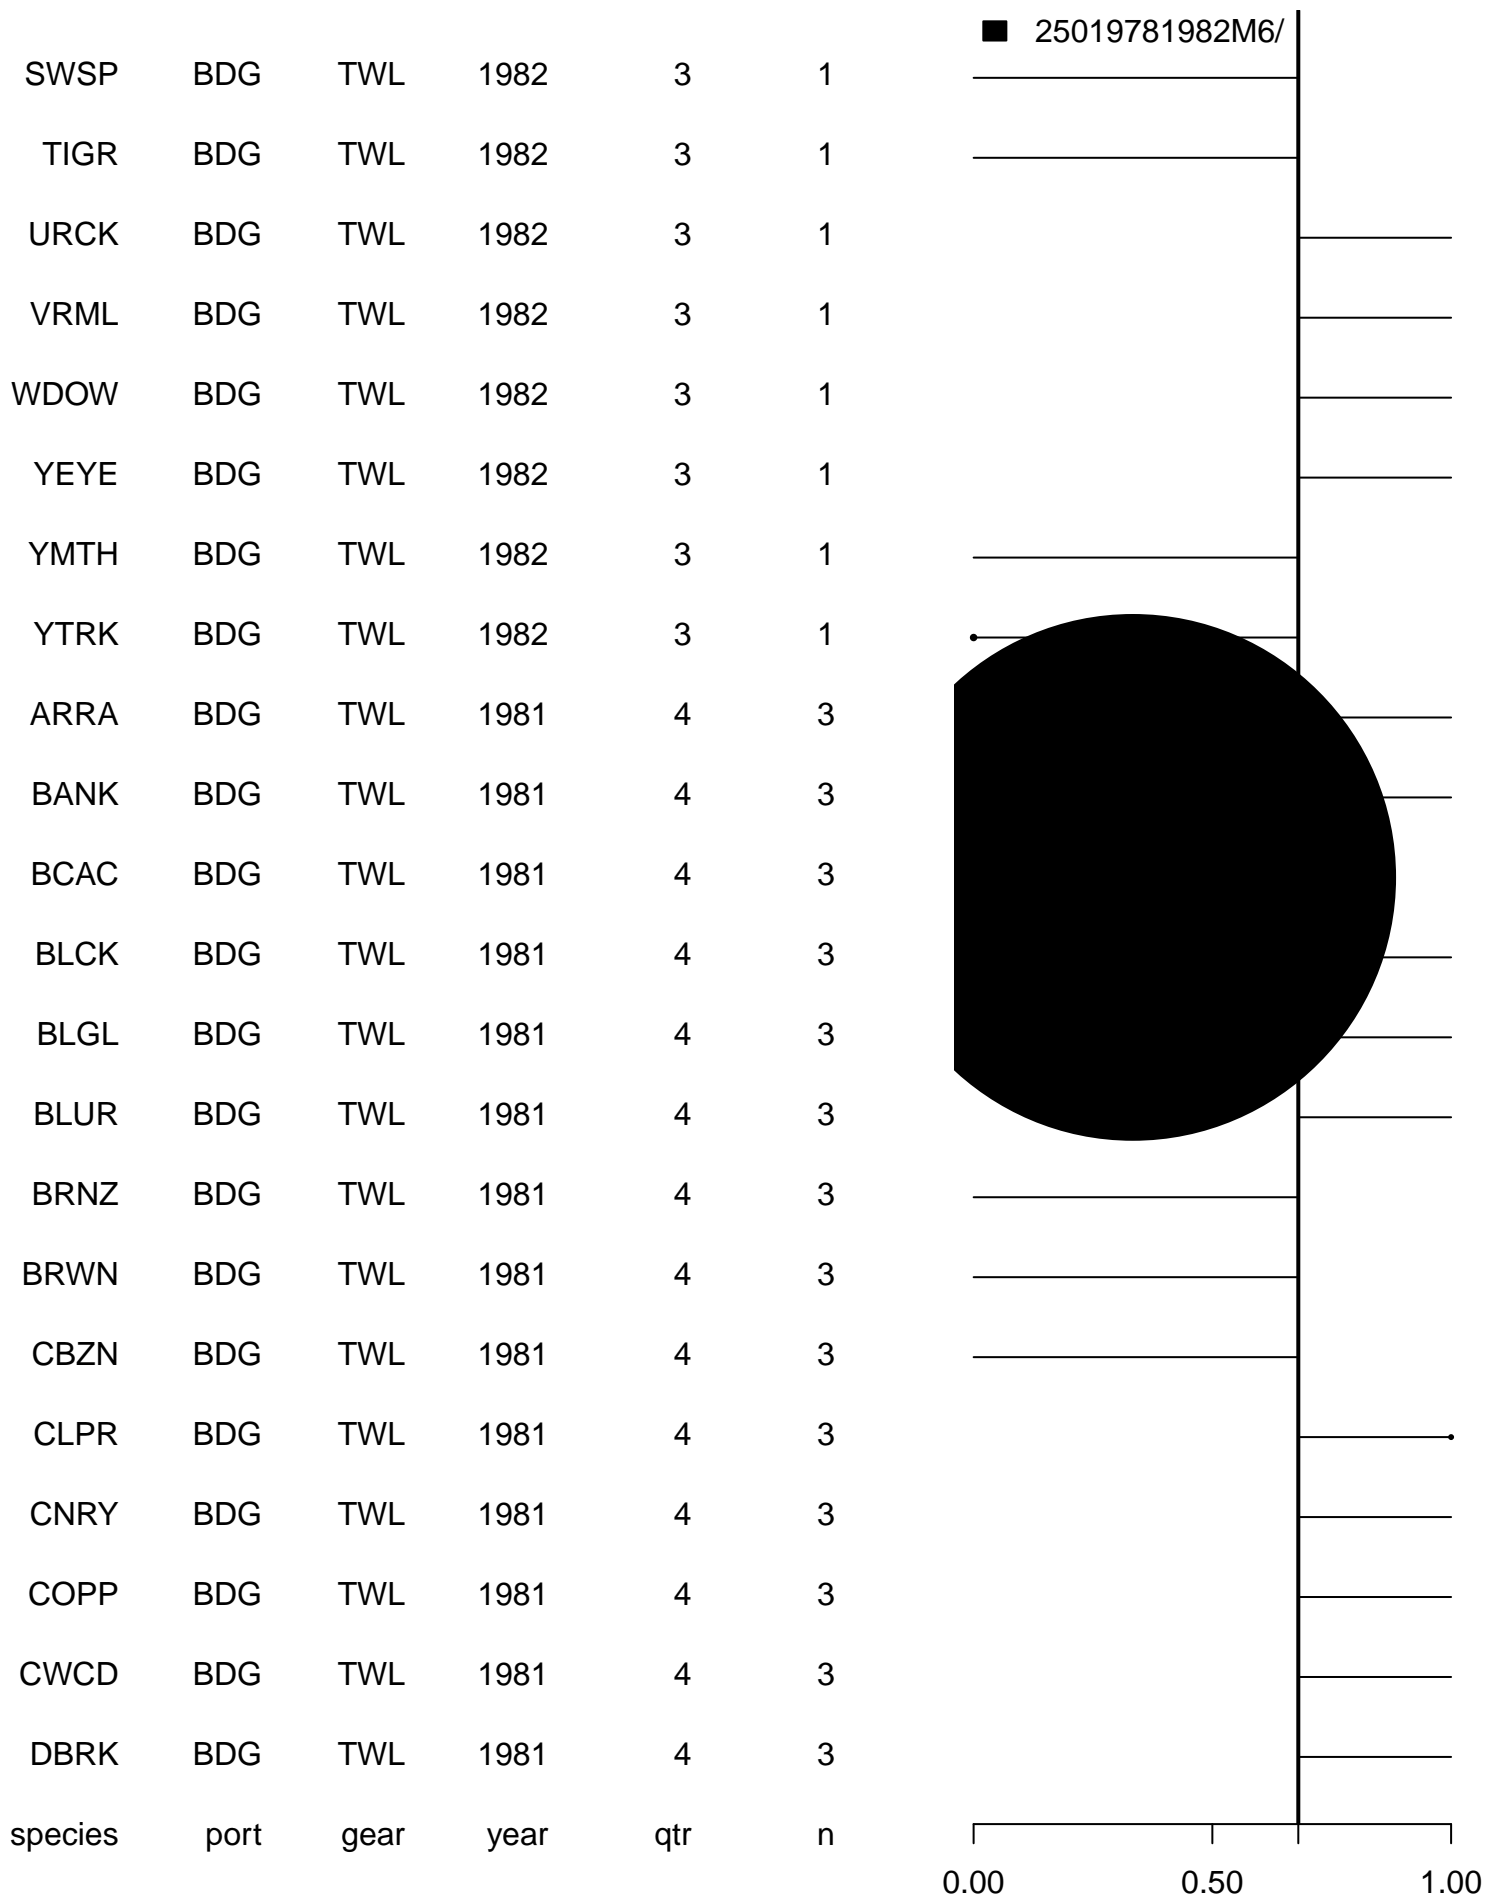 25019781982M6/
SWSP BDG TWL 1982 3 1
TIGR BDG TWL 1982 3 1
URCK BDG TWL 1982 3 1
VRML BDG TWL 1982 3 1
WDOW BDG TWL 1982 3 1
YEYE BDG TWL 1982 3 1
YMTH BDG TWL 1982 3 1
YTRK BDG TWL 1982 3 1
ARRA BDG TWL 1981 4 3
BANK BDG TWL 1981 4 3
BCAC BDG TWL 1981 4 3
BLCK BDG TWL 1981 4 3
BLGL BDG TWL 1981 4 3
BLUR BDG TWL 1981 4 3
BRNZ BDG TWL 1981 4 3
BRWN BDG TWL 1981 4 3
CBZN BDG TWL 1981 4 3
CLPR BDG TWL 1981 4 3
CNRY BDG TWL 1981 4 3
COPP BDG TWL 1981 4 3
CWCD BDG TWL 1981 4 3
DBRK BDG TWL 1981 4 3
species port gear year qtr n
0.00 0.50 1.00